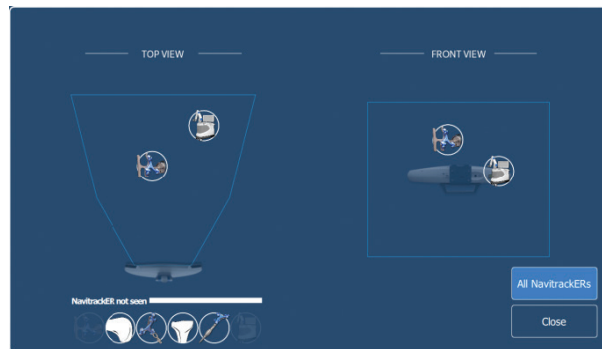 TOP VIEW
FRONT VIEW
NavitrackER not seen
All NavitrackERs
Close